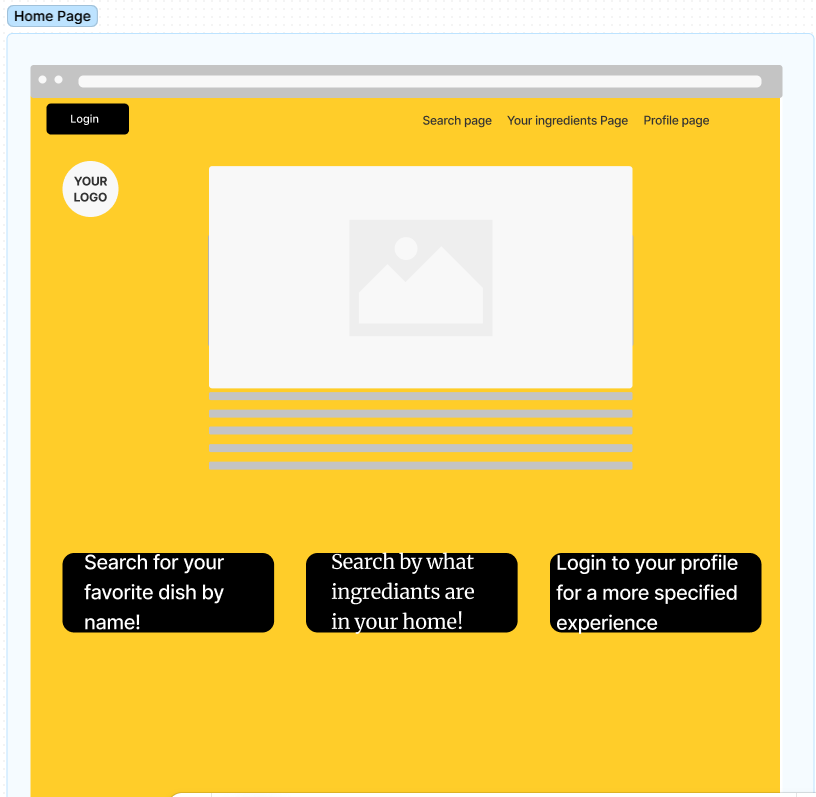 Home Page
Login
Search page
Your ingredients Page
Profile page
YOUR
LOGO
Search for your
favorite dish by
name!
Search by what
ingrediants are
in your home!
Login to your profile
for a more specified
experience